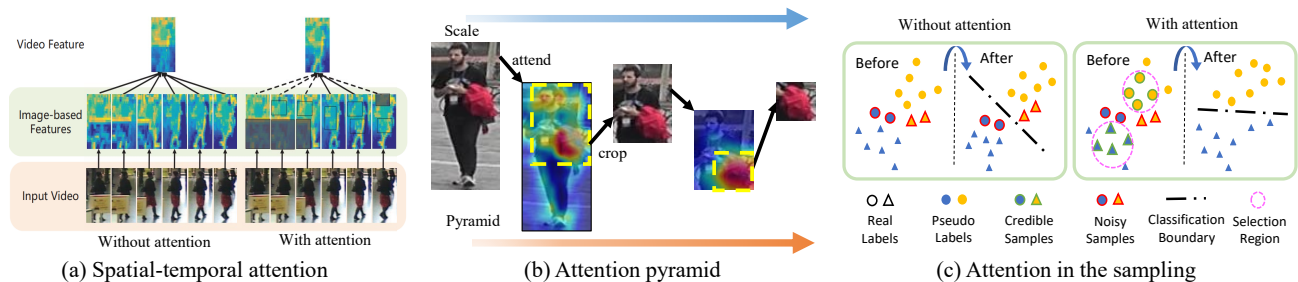 Video Feature
Image-based
Features
Input Video
Without attention
With attention
(a) Spatial-temporal attention
Scale
attend
crop
Pyramid
(b) Attention pyramid
Without attention
With attention
Before
After
Before
After
Real
Labels
Pseudo
Labels
Credible
Samples
Noisy
Samples
Classification
Boundary
Selection
Region
(c) Attention in the sampling